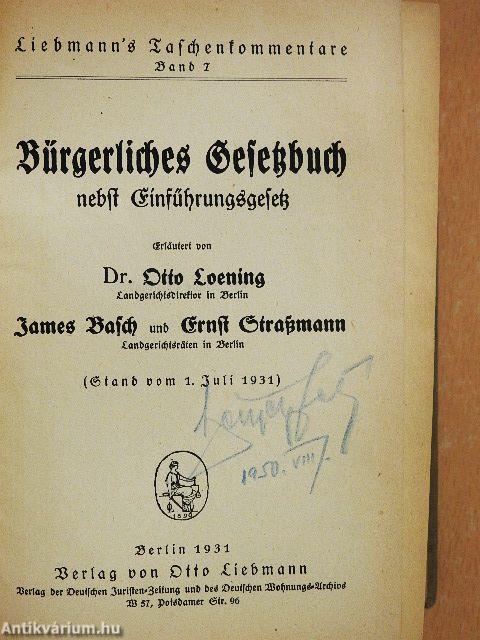 Liebmann's Taschenkommentare
Band I
Bürgerliches Gesetzbuch
nebst Einführungsgesetz
Erläutert von
Dr. Otto Loening
Landgerichtsdirektor in Berlin
James Basch und Ernst Straßmann
Landgerichtsräten in Berlin
(Stand vom 1. Juli 1931)
1950. VIII
1890
Berlin 1931
Verlag von Otto Liebmann
Verlag der Deutschen Juristen-Zeitung und des Deutschen Wohnungs-Archivs
W 57, Potsdamer Str. 96
Antikvárium.hu